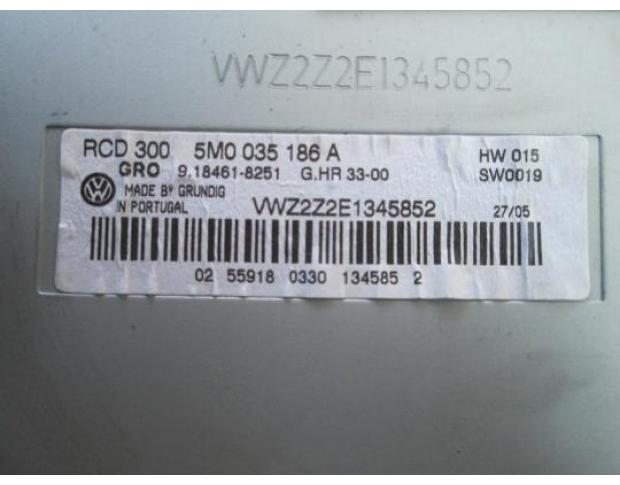 VWZ2Z2E1345852
RCD 300 5M0 035 186 A HW 015
GRO 9.18461-8251 G.HR 33-00 SW0019
VW MADE BY GRUNDIG
IN PORTUGAL VWZ2Z2E1345852 27/05
02 55918 0330 134585 2